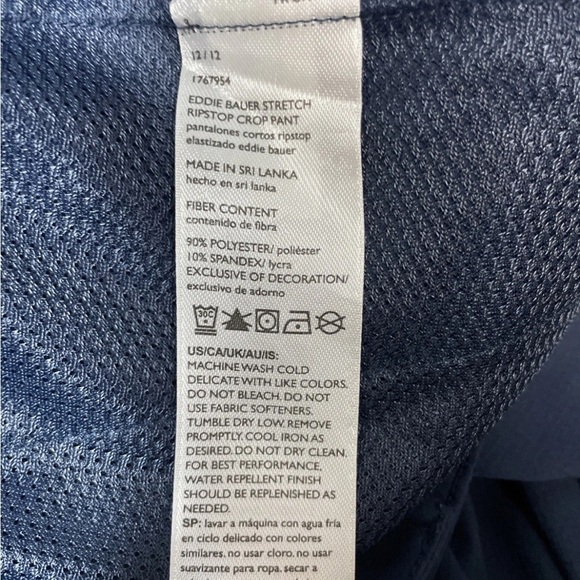 12/12
1767954
EDDIE BAUER STRETCH
RIPSTOP CROP PANT
pantalones cortos ripstop
elastizado eddie bauer
MADE IN SRI LANKA
hecho en sri lanka
FIBER CONTENT
contenido de fibra
90% POLYESTER/ poliéster
10% SPANDEX/ lycra
EXCLUSIVE OF DECORATION/
exclusivo de adorno
30C
US/CA/UK/AU/IS:
MACHINE WASH COLD
DELICATE WITH LIKE COLORS.
DO NOT BLEACH. DO NOT
USE FABRIC SOFTENERS.
TUMBLE DRY LOW. REMOVE
PROMPTLY. COOL IRON AS
DESIRED. DO NOT DRY CLEAN.
FOR BEST PERFORMANCE,
WATER REPELLENT FINISH
SHOULD BE REPLENISHED AS
NEEDED.
SP: lavar a máquina con agua fría
en ciclo delicado con colores
similares. no usar cloro. no usar
suavizante para ropa. secar a